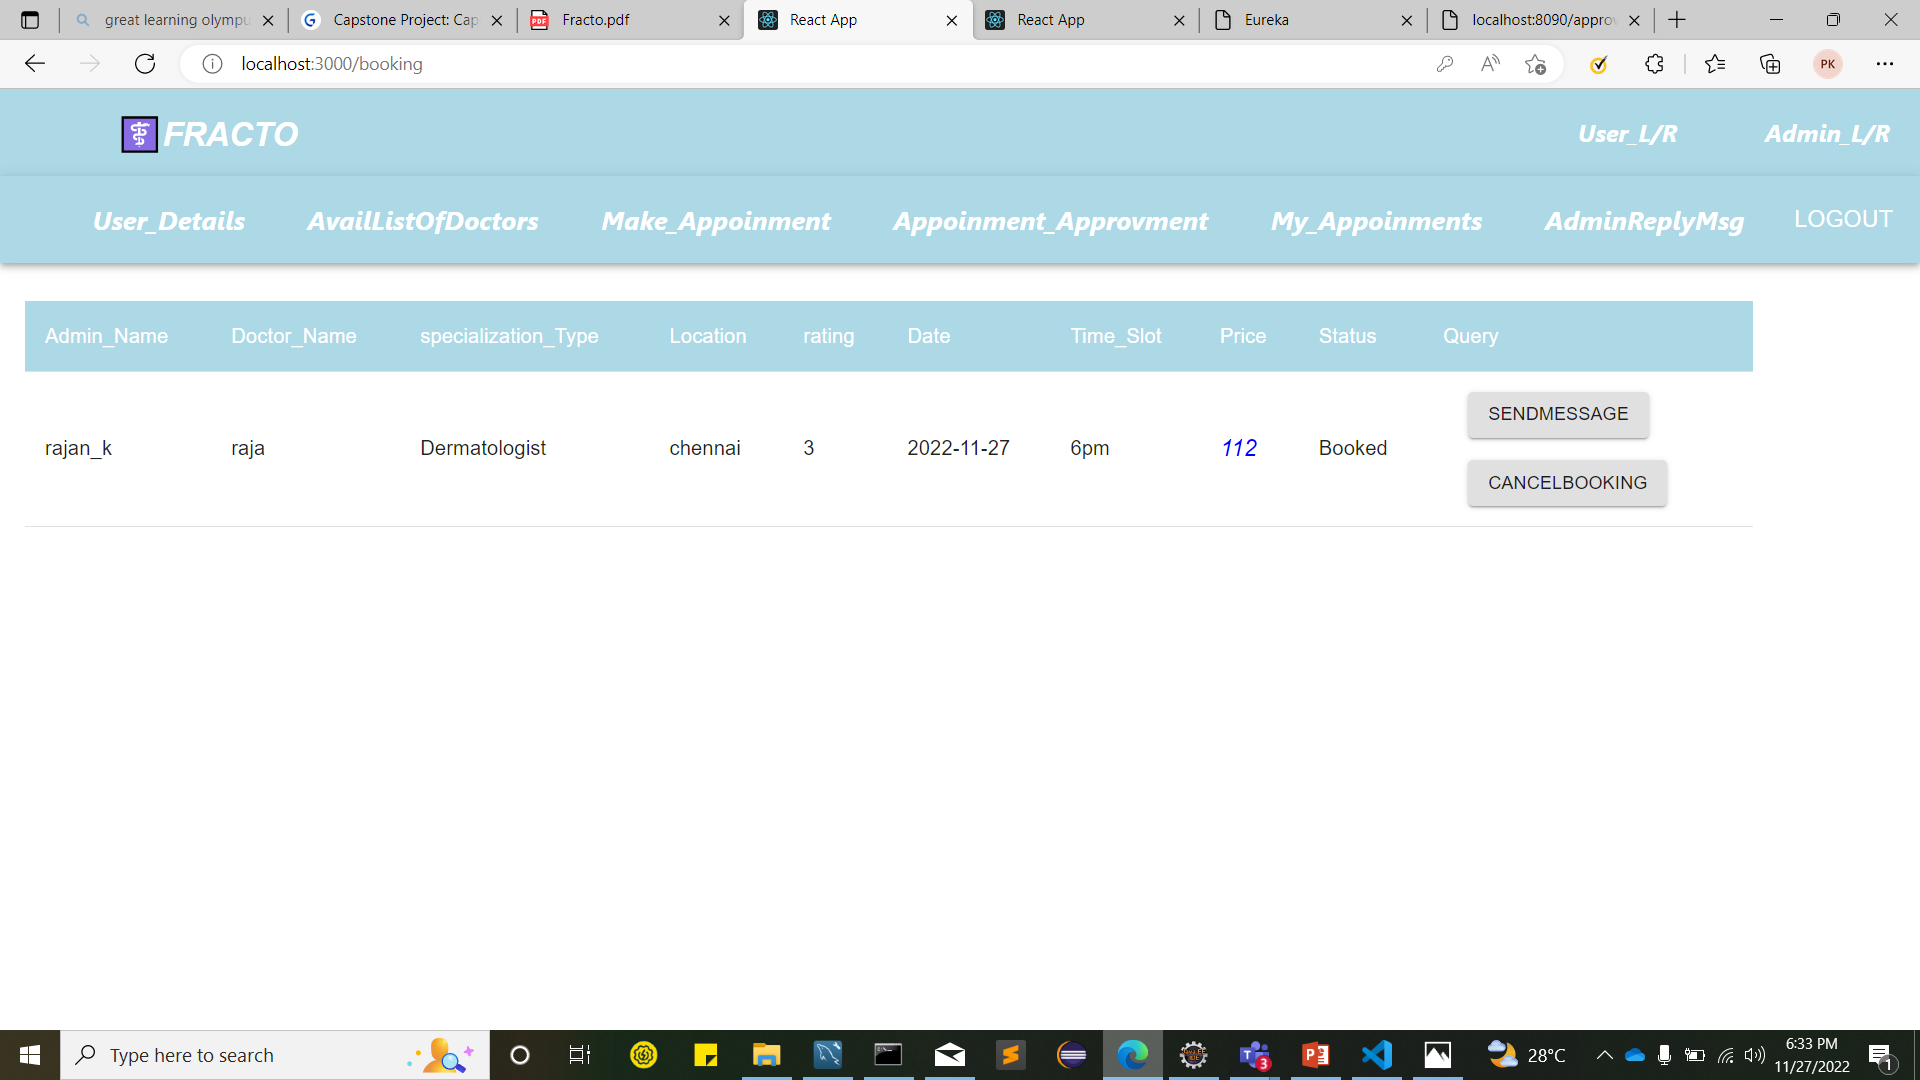 great learning olympu
Capstone Project: Cap
Fracto.pdf
React App
React App
Eureka
localhost:8090/approv
localhost:3000/booking
PK
FRACTO
User_L/R
Admin_L/R
User_Details
AvailListOfDoctors
Make_Appoinment
Appoinment_Approvment
My_Appoinments
AdminReplyMsg
LOGOUT
Admin_Name Doctor_Name specialization_Type Location rating Date Time_Slot Price Status Query
rajan_k raja Dermatologist chennai 3 2022-11-27 6pm 112 Booked
SENDMESSAGE
CANCELBOOKING
Type here to search
28°C
6:33 PM
11/27/2022